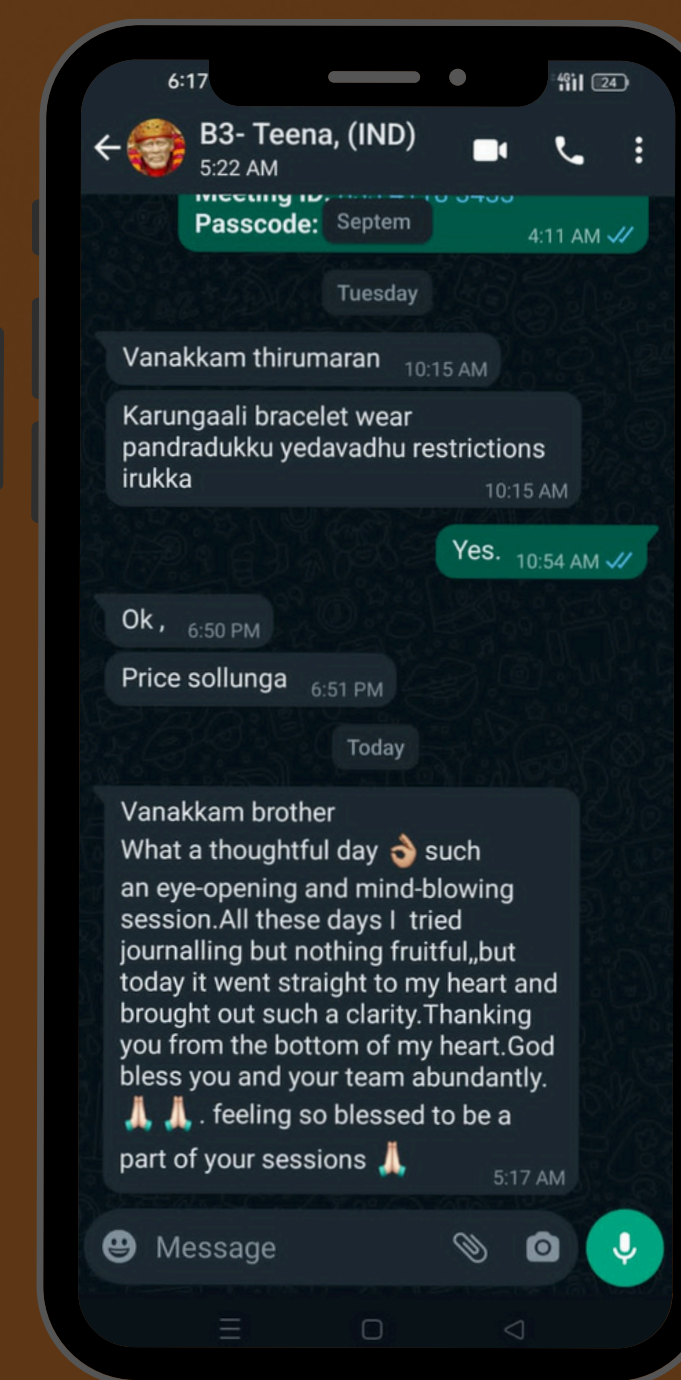 6:17
4G 24
B3- Teena, (IND)
5:22 AM
Meeting ID:
Passcode: Septem
4:11 AM
Tuesday
Vanakkam thirumaran 10:15 AM
Karungaali bracelet wear
pandradukku yedavadhu restrictions
irukka
10:15 AM
Yes. 10:54 AM
Ok , 6:50 PM
Price sollunga 6:51 PM
Today
Vanakkam brother
What a thoughtful day 👌🏼 such
an eye-opening and mind-blowing
session.All these days I  tried
journalling but nothing fruitful,,but
today it went straight to my heart and
brought out such a clarity.Thanking
you from the bottom of my heart.God
bless you and your team abundantly.
🙏🏻 🙏🏻 . feeling so blessed to be a
part of your sessions 🙏🏻
5:17 AM
Message